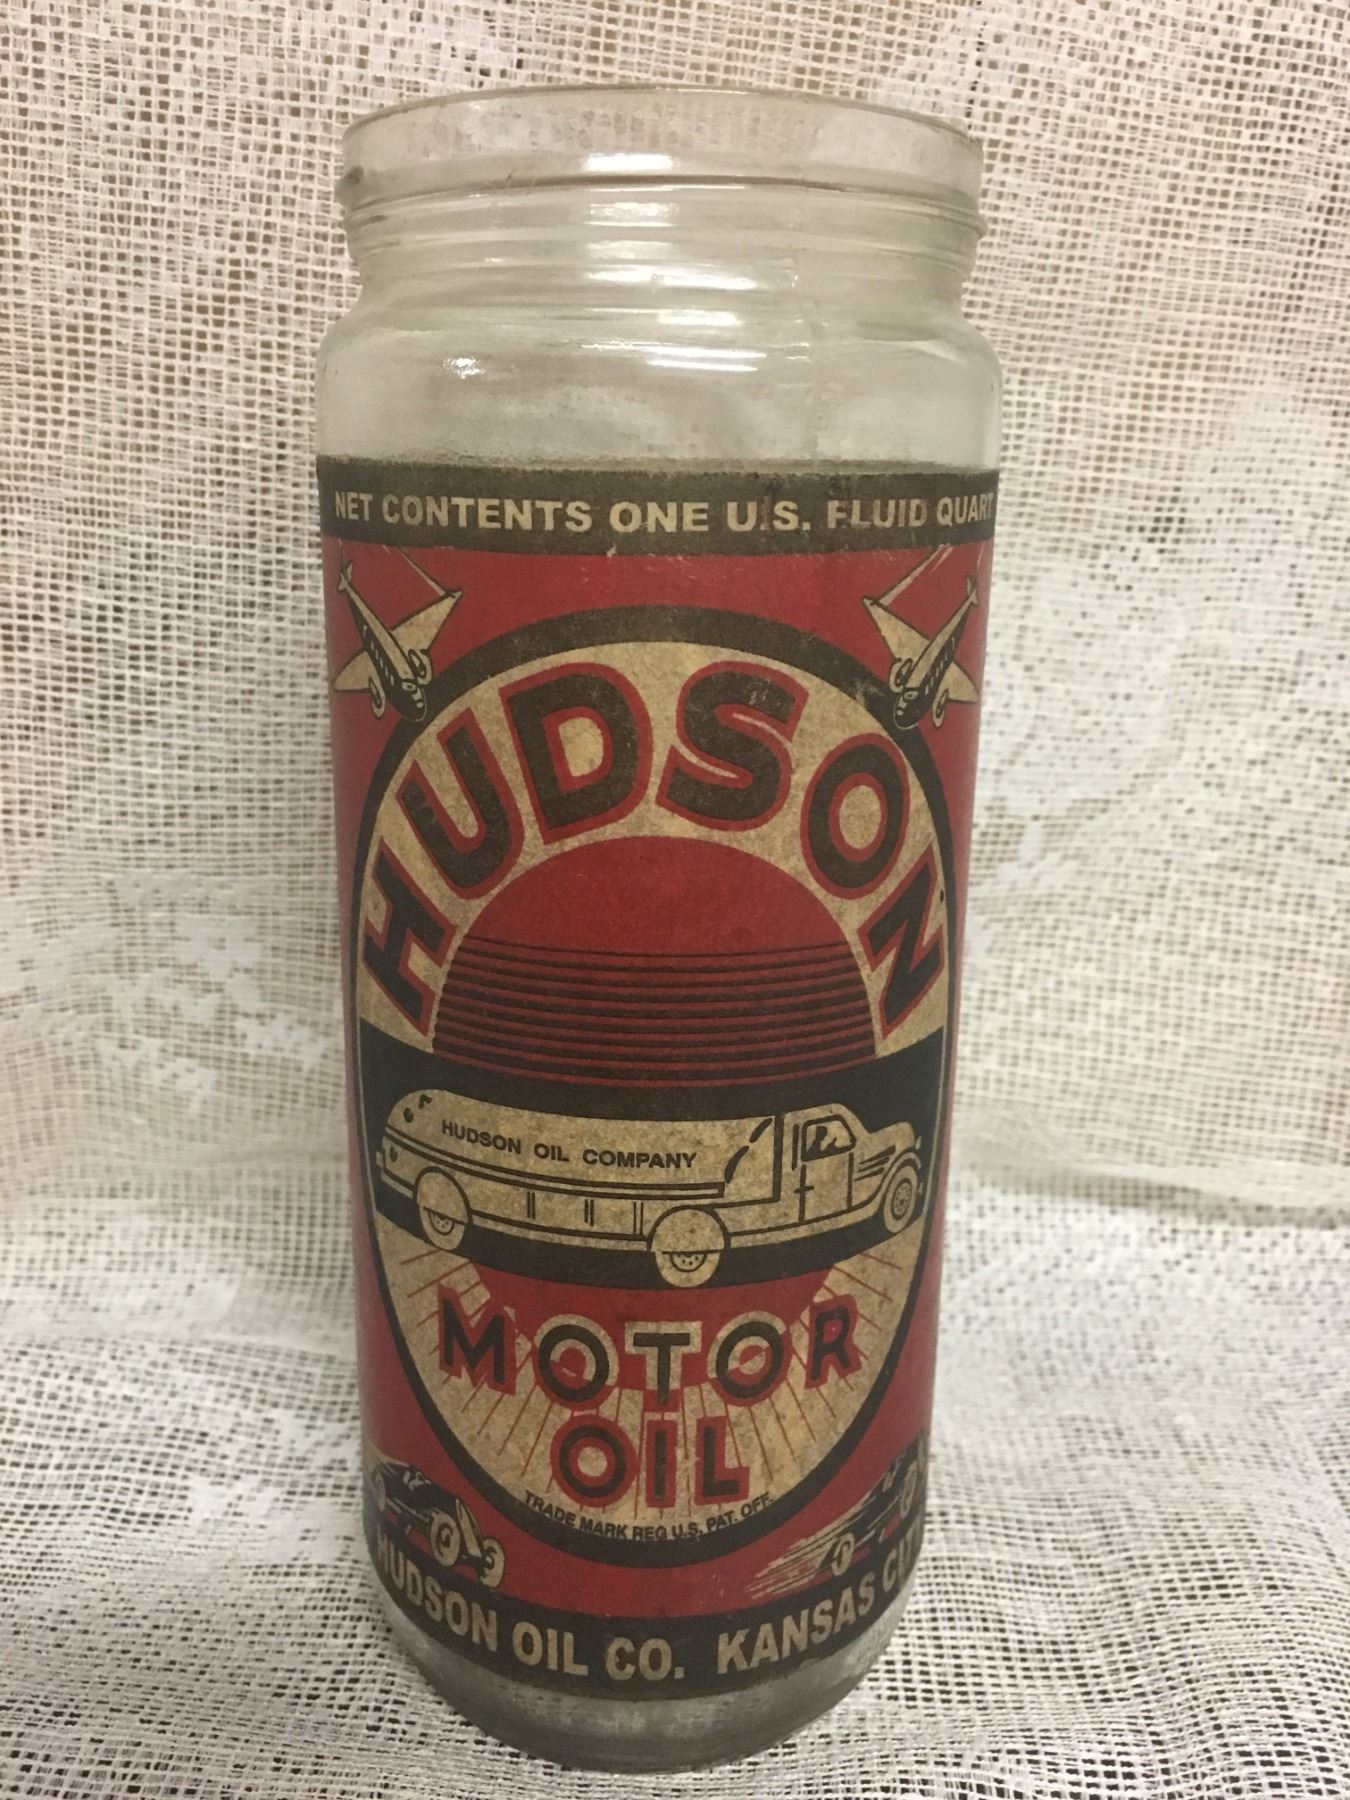 NET CONTENTS ONE U.S. FLUID QUART
HUDSON
HUDSON OIL COMPANY
MOTOR
OIL
TRADE MARK REG U.S. PAT. OFF.
HUDSON OIL CO. KANSAS CITY